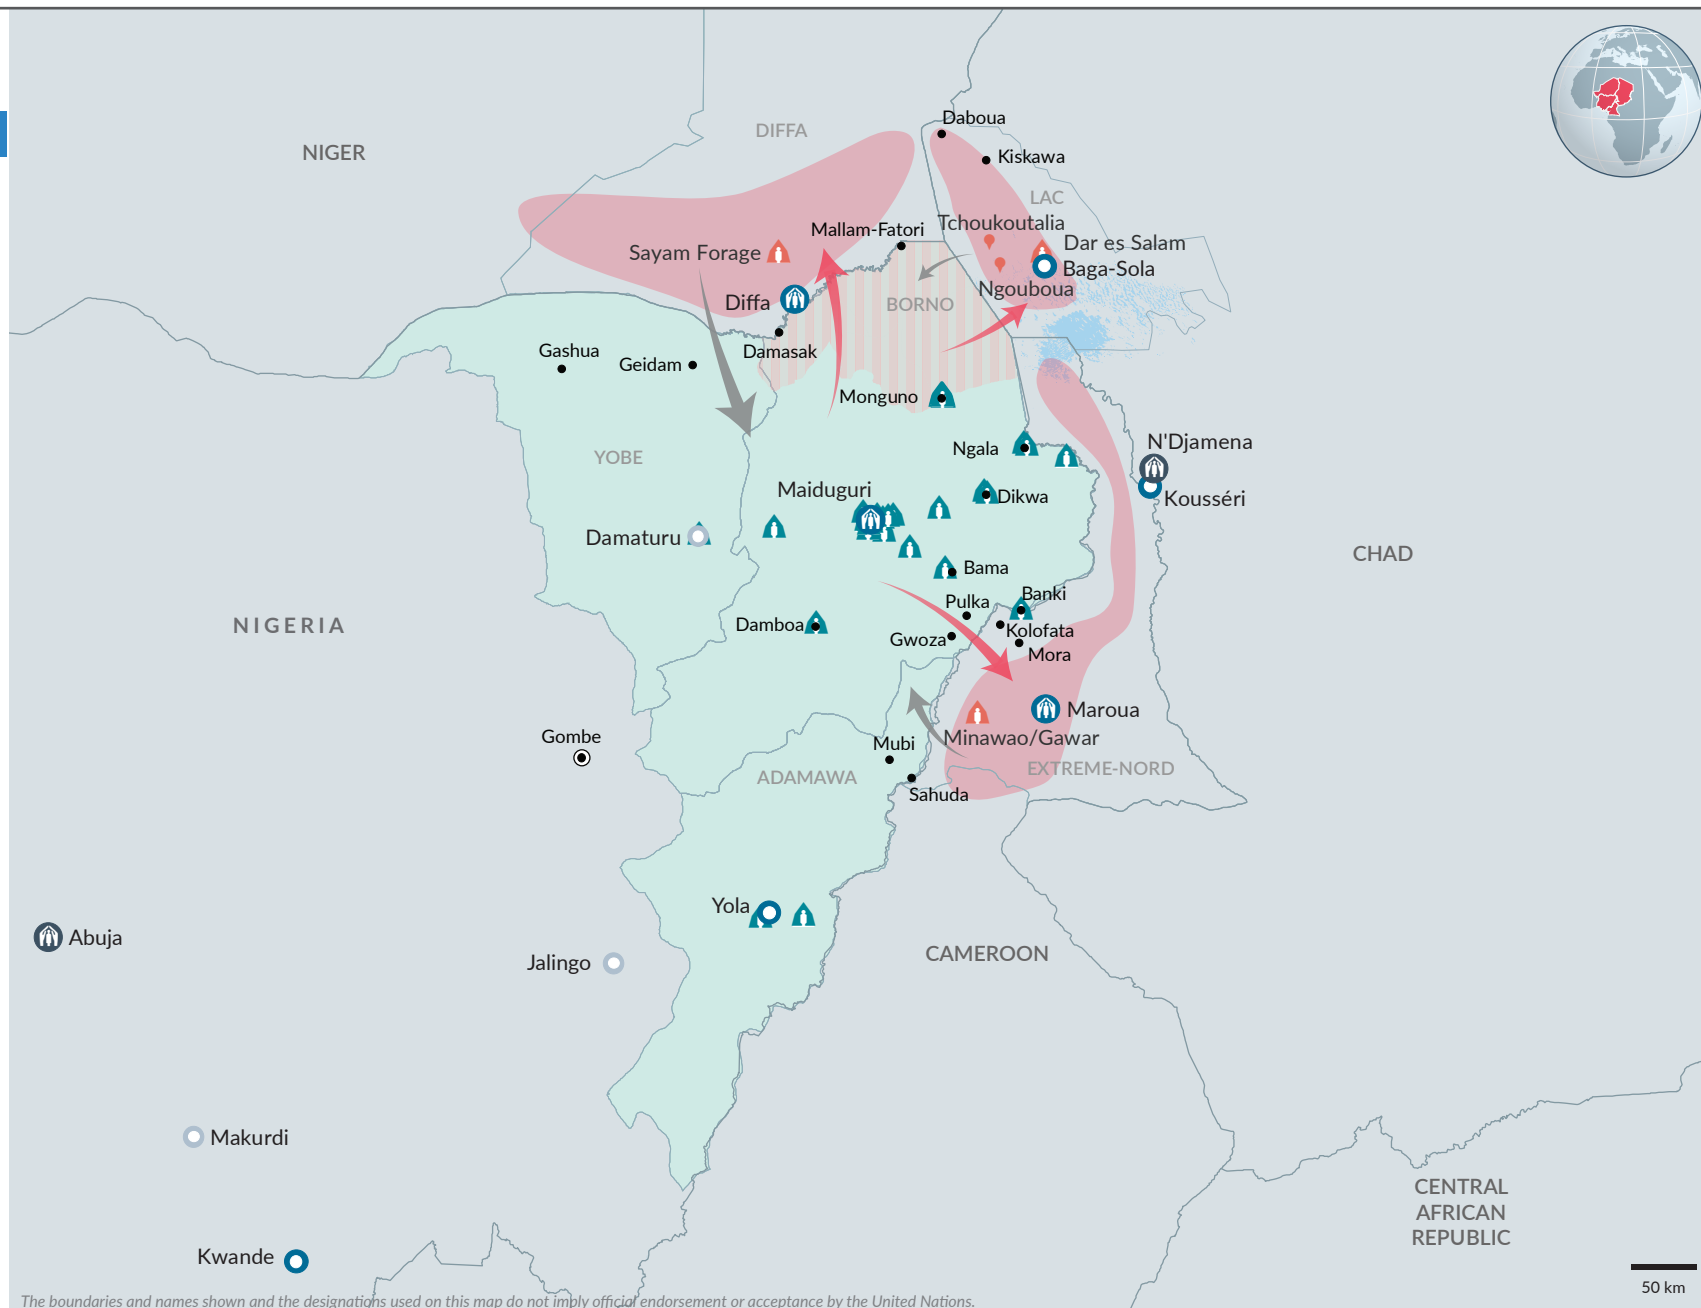 Daboua
DIFFA
NIGER
Kiskawa
LAC
Tchoukoutalia
Mallam-Fatori
Dar es Salam
Sayam Forage
Baga-Sola
Ngouboua
Diffa
BORNO
Damasak
Gashua
Geidam
Monguno
N'Djamena
Ngala
YOBE
Maiduguri
Dikwa
Kousséri
Damaturu
CHAD
Bama
Banki
Pulka
NIGERIA
Damboa
Kolofata
Gwoza
Mora
Maroua
Gombe
Minawao/Gawar
Mubi
EXTREME-NORD
ADAMAWA
Sahuda
Yola
Abuja
CAMEROON
Jalingo
Makurdi
CENTRAL
AFRICAN
REPUBLIC
Kwande
50 km
The boundaries and names shown and the designations used on this map do not imply official endorsement or acceptance by the United Nations.